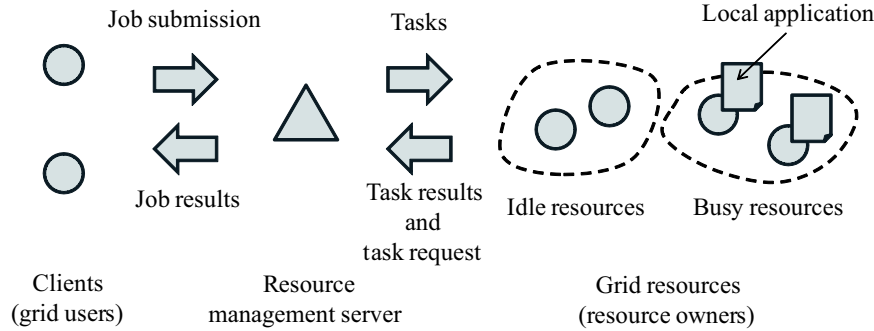 Local application
Job submission
Tasks
Job results
Task results
and
task request
Idle resources
Busy resources
Clients
(grid users)
Resource
management server
Grid resources
(resource owners)